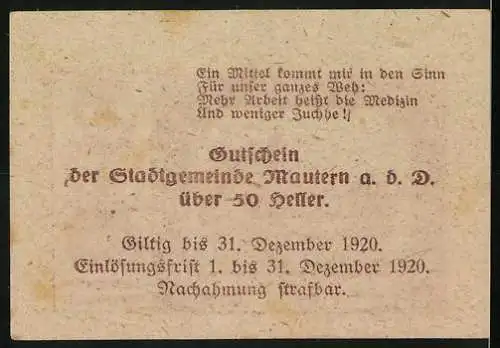 Ein Mittel kommt mir in den Sinn
Für unser ganzes Weh:
Mehr Arbeit heißt die Medizin
And weniger Juchhe!
Gutschein
der Stadtgemeinde Mautern a. d. D.
über 50 Heller.
Giltig bis 31. Dezember 1920.
Einlösungsfrist 1. bis 31. Dezember 1920.
Nachahmung strafbar.